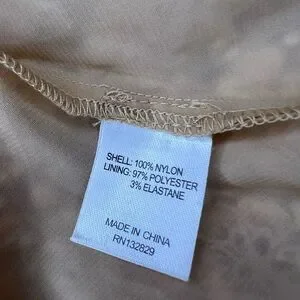 SHELL: 100% NYLON
LINING: 97% POLYESTER
3% ELASTANE
MADE IN CHINA
RN132829